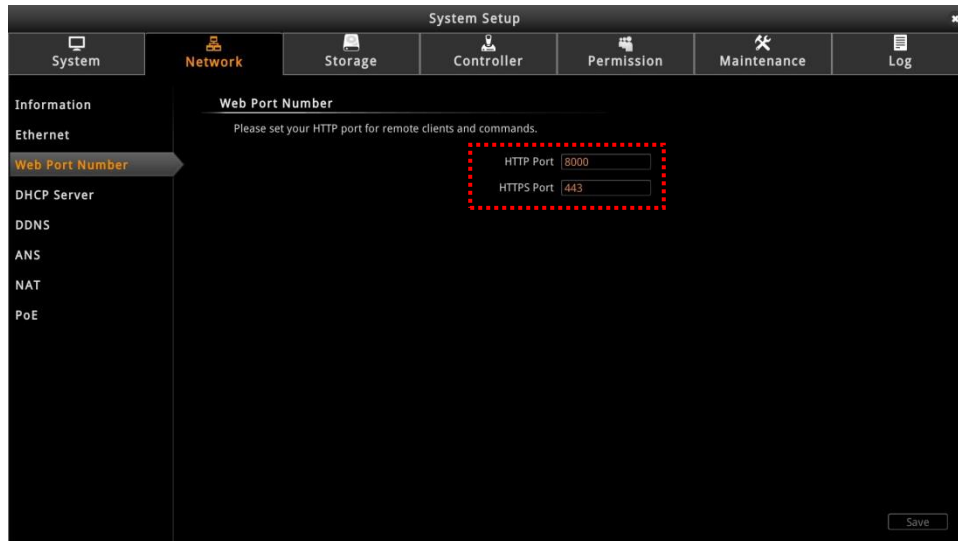 System Setup
System Network Storage Controller Permission Maintenance Log
Information
Ethernet
Web Port Number
DHCP Server
DDNS
ANS
NAT
PoE
Web Port Number
Please set your HTTP port for remote clients and commands.
HTTP Port 8000
HTTPS Port 443
Save